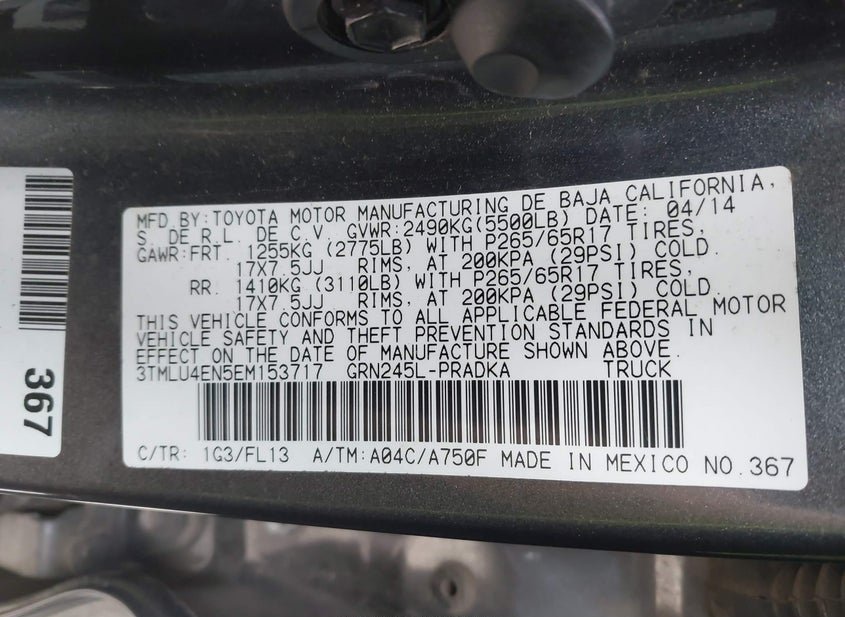 367
MFD BY:TOYOTA MOTOR MANUFACTURING DE BAJA CALIFORNIA,
S. DE R.L. DE C.V. GVWR:2490KG(5500LB) DATE: 04/14
GAWR:FRT. 1255KG (2775LB) WITH P265/65R17 TIRES,
17X7.5JJ RIMS, AT 200KPA (29PSI) COLD.
RR. 1410KG (3110LB) WITH P265/65R17 TIRES,
17X7.5JJ RIMS, AT 200KPA (29PSI) COLD.
THIS VEHICLE CONFORMS TO ALL APPLICABLE FEDERAL MOTOR
VEHICLE SAFETY AND THEFT PREVENTION STANDARDS IN
EFFECT ON THE DATE OF MANUFACTURE SHOWN ABOVE.
3TMLU4EN5EM153717 GRN245L-PRADKA TRUCK
C/TR: 1G3/FL13 A/TM:A04C/A750F MADE IN MEXICO NO.367